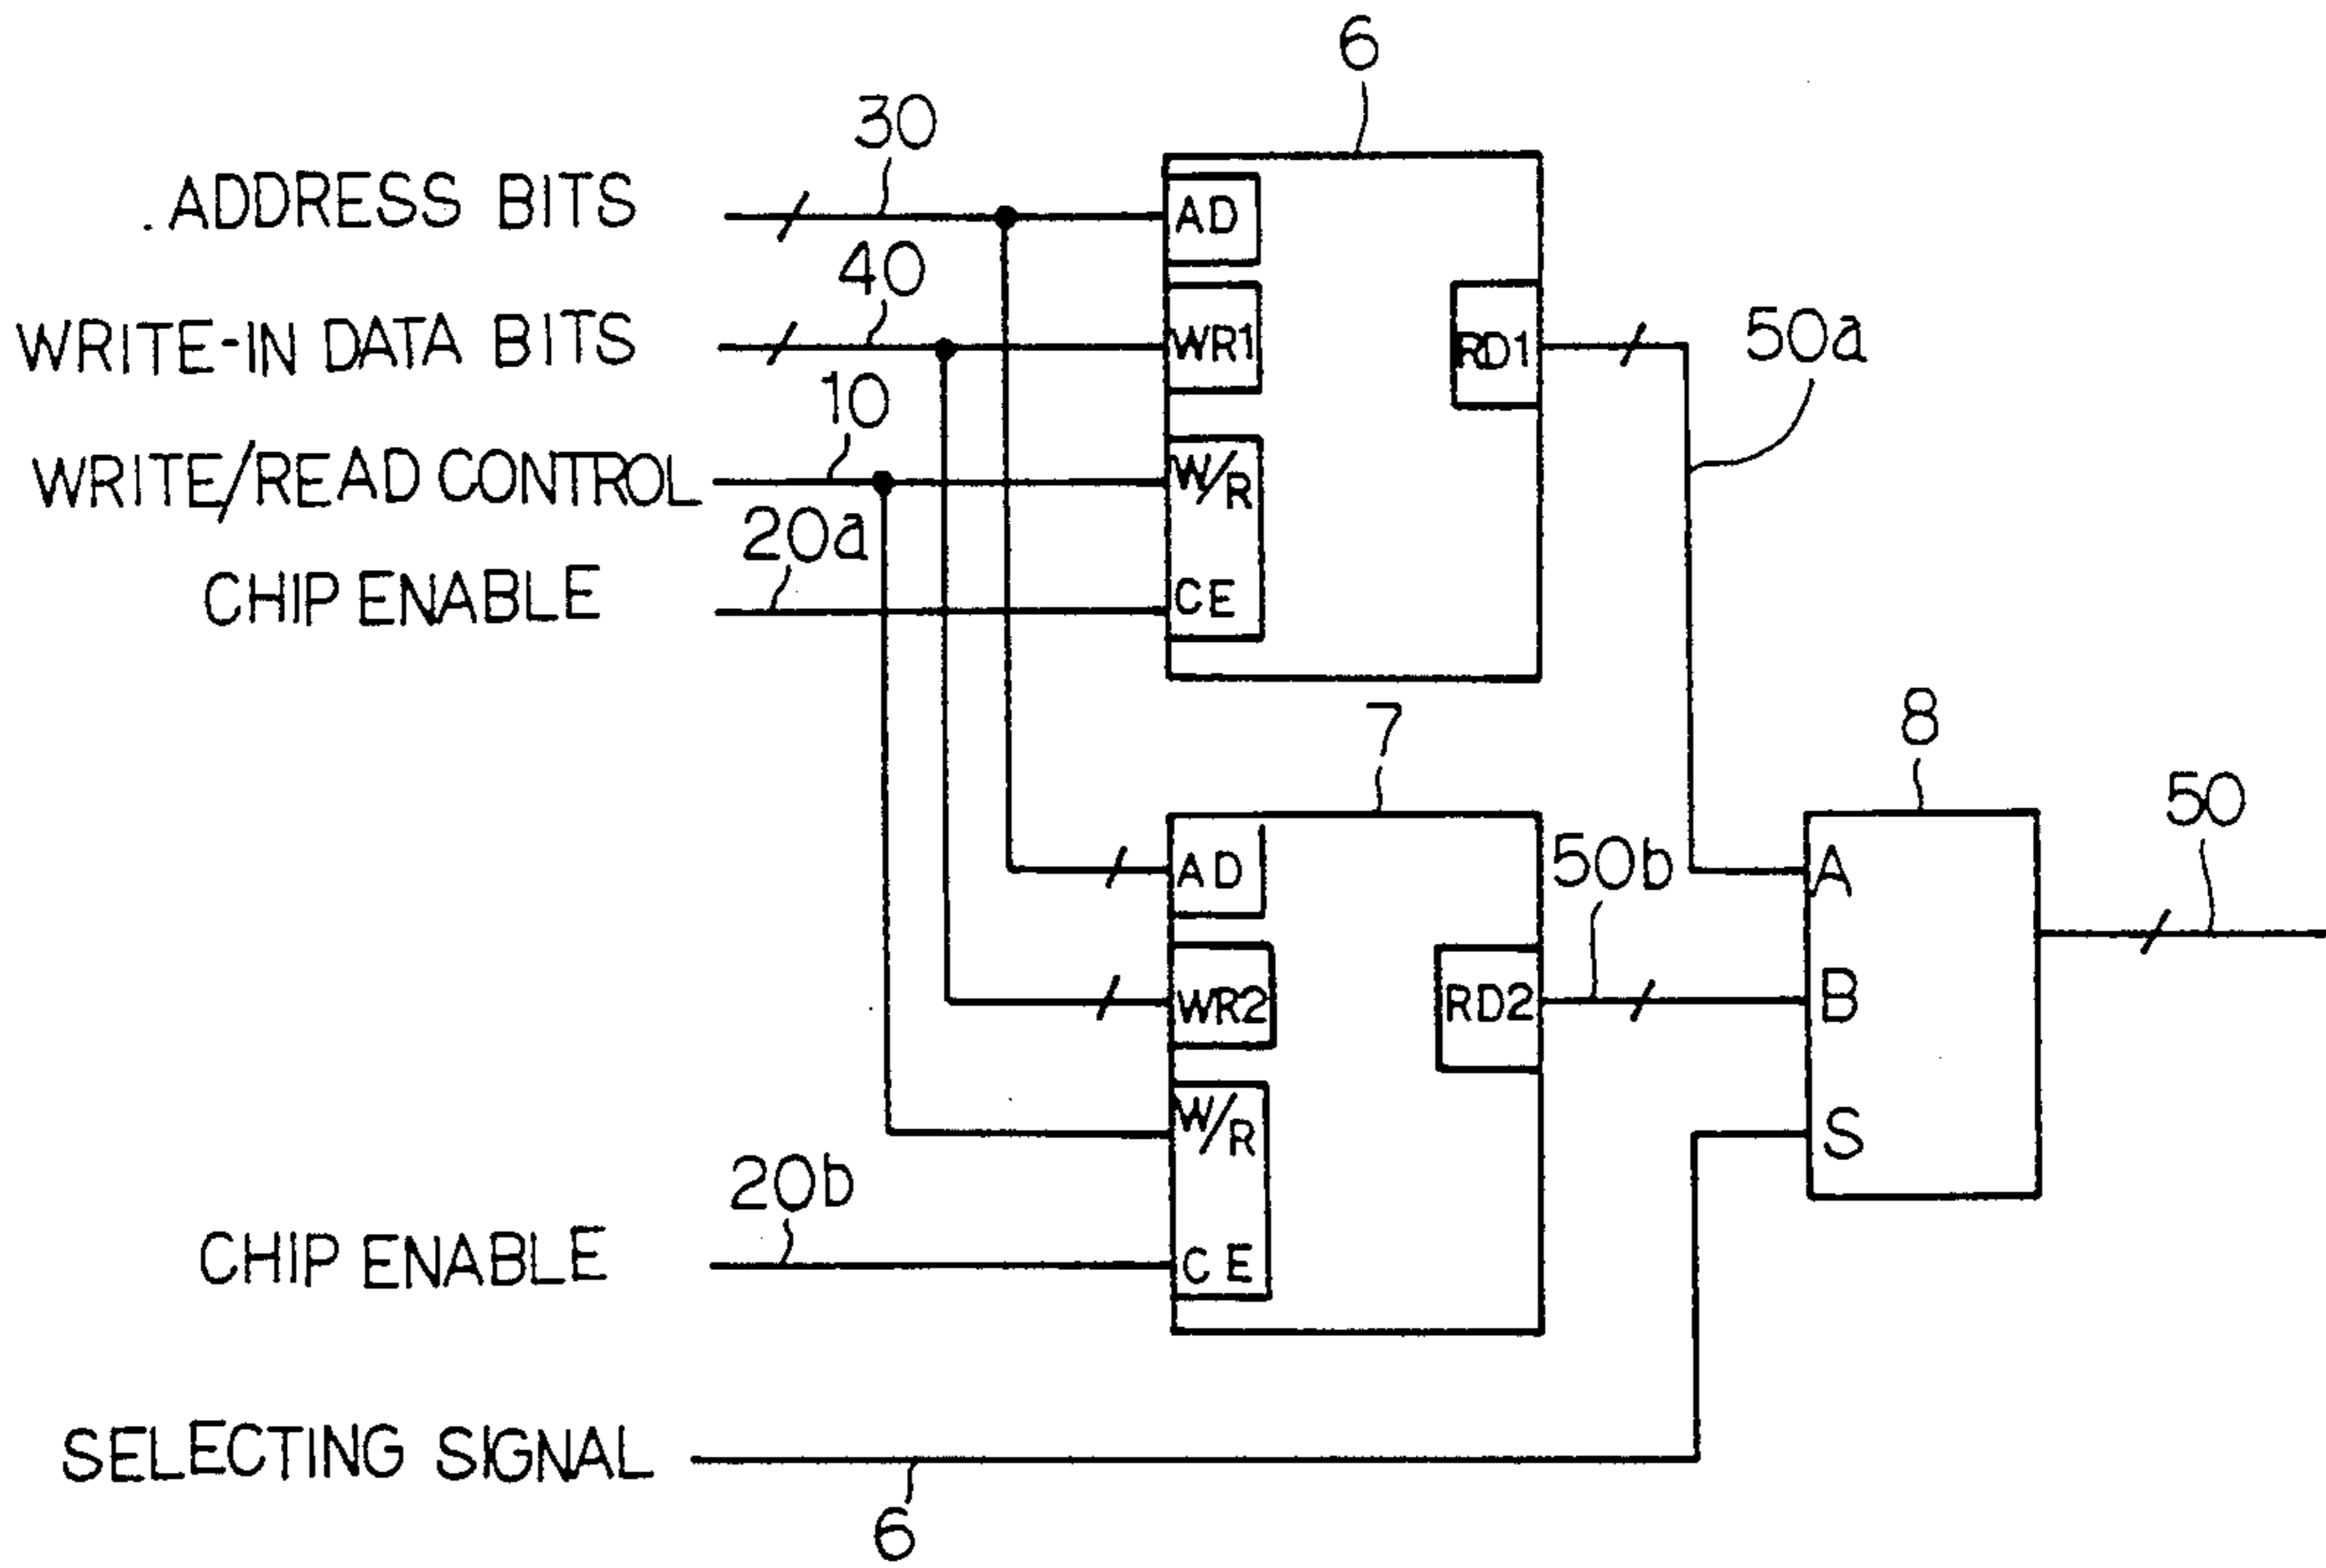 6
30
ADDRESS BITS
AD
40
WRITE-IN DATA BITS
WR1
RD1
50a
10
WRITE/READ CONTROL
W/R
20a
CHIP ENABLE
CE
7
8
50
AD
50b
A
WR2
RD2
B
W/R
S
20b
CHIP ENABLE
CE
SELECTING SIGNAL
6